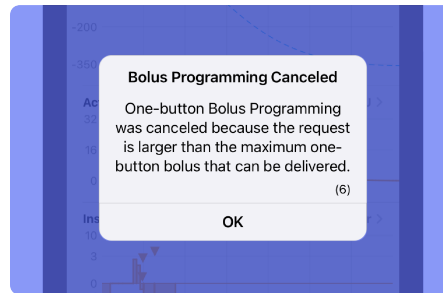 -200
-350
Bolus Programming Canceled
Ac
32
One-button Bolus Programming
was canceled because the request
16
is larger than the maximum one-
button bolus that can be delivered.
0
(6)
Ins
OK
10
3
0